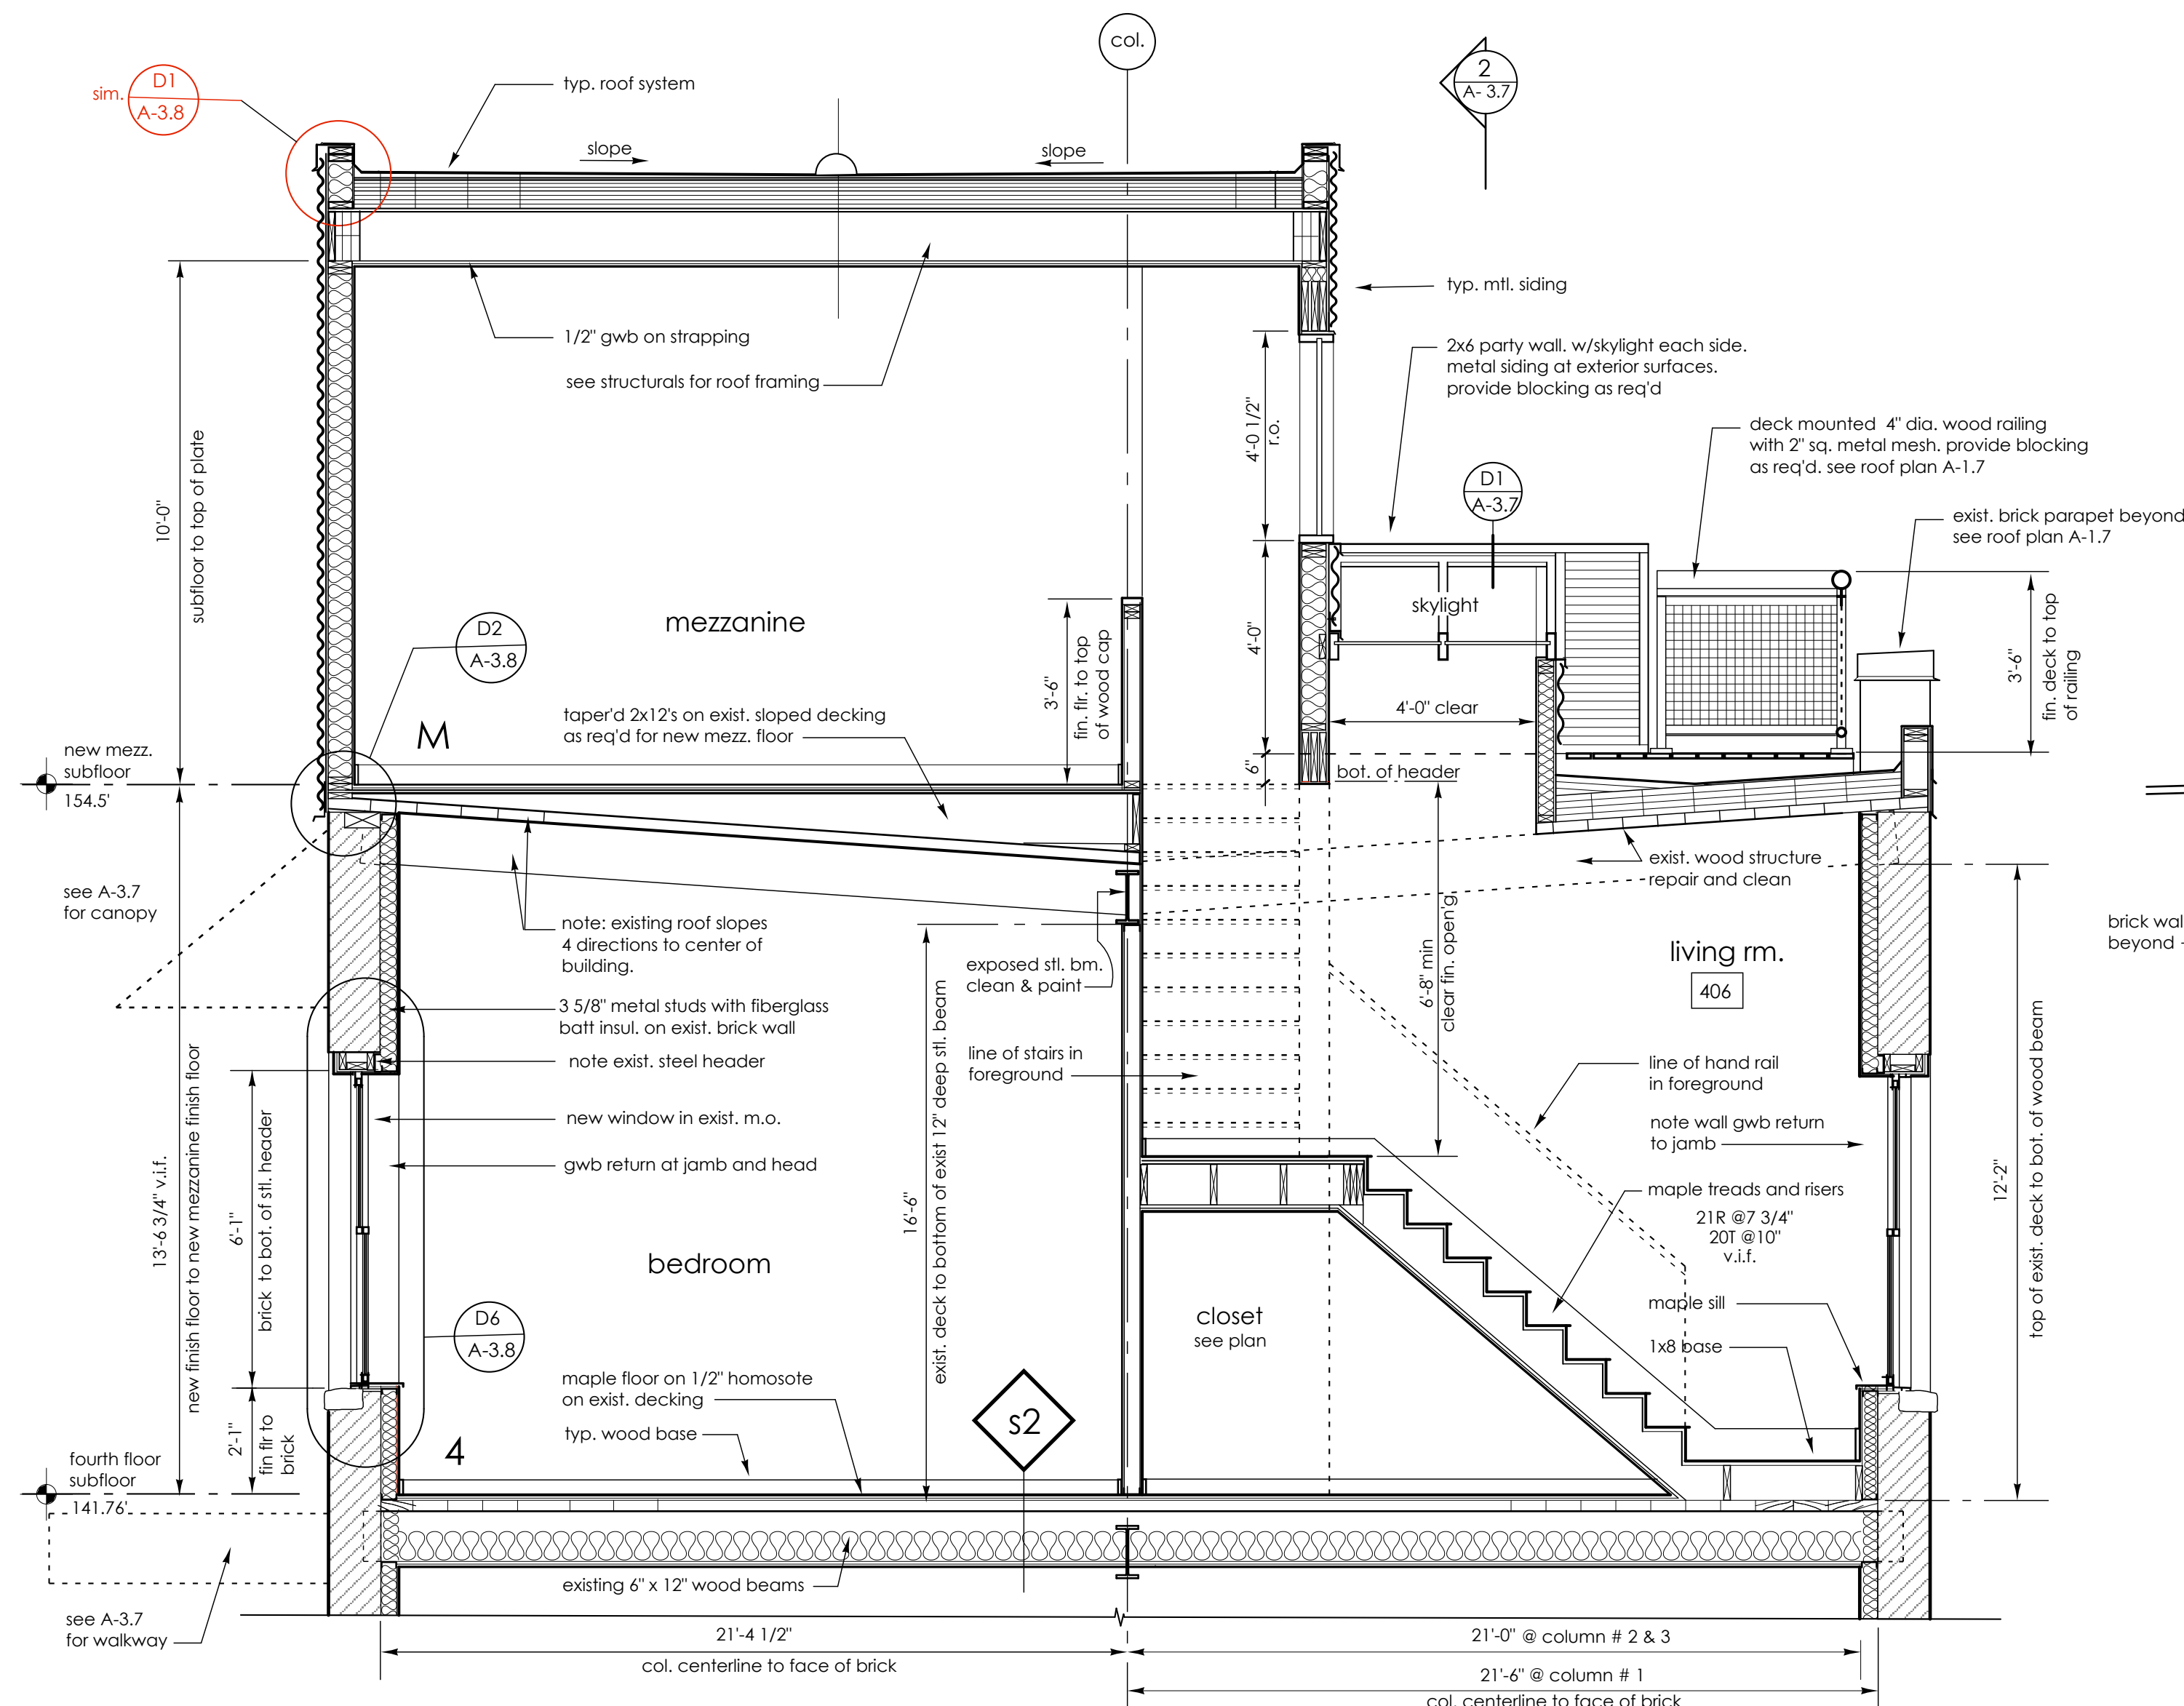 col.
2
A- 3.7
sim.
D1
A-3.8
typ. roof system
slope
slope
typ. mtl. siding
1/2" gwb on strapping
see structurals for roof framing
2x6 party wall. w/skylight each side.
metal siding at exterior surfaces.
provide blocking as req'd
deck mounted 4" dia. wood railing
with 2" sq. metal mesh. provide blocking
as req'd. see roof plan A-1.7
exist. brick parapet beyond
see roof plan A-1.7
D1
A-3.7
4'-0 1/2"
r.o.
10'-0"
subfloor to top of plate
mezzanine
D2
A-3.8
skylight
4'-0"
3'-6"
fin. flr. to top
of wood cap
3'-6"
fin. deck to top
of railing
M
taper'd 2x12's on exist. sloped decking
as req'd for new mezz. floor
4'-0" clear
6"
bot. of header
new mezz.
subfloor
154.5'
see A-3.7
for canopy
exist. wood structure
repair and clean
note: existing roof slopes
4 directions to center of
building.
exposed stl. bm.
clean & paint
6'-8" min
clear fin. open'g
living rm.
406
brick wal
beyond
3 5/8" metal studs with fiberglass
batt insul. on exist. brick wall
note exist. steel header
line of stairs in
foreground
line of hand rail
in foreground
new window in exist. m.o.
note wall gwb return
to jamb
gwb return at jamb and head
maple treads and risers
21R @7 3/4"
20T @10"
v.i.f.
13'-6 3/4" v.i.f.
new finish floor to new mezzanine finish floor
6'-1"
brick to bot. of stl. header
16'-6"
exist. deck to bottom of exist 12" deep stl. beam
12'-2"
top of exist. deck to bot. of wood beam
bedroom
closet
see plan
maple sill
1x8 base
D6
A-3.8
maple floor on 1/2" homosote
on exist. decking
typ. wood base
s2
2'-1"
fin flr to
brick
4
fourth floor
subfloor
141.76'
existing 6" x 12" wood beams
see A-3.7
for walkway
21'-4 1/2"
col. centerline to face of brick
21'-0" @ column # 2 & 3
21'-6" @ column # 1
col. centerline to face of brick